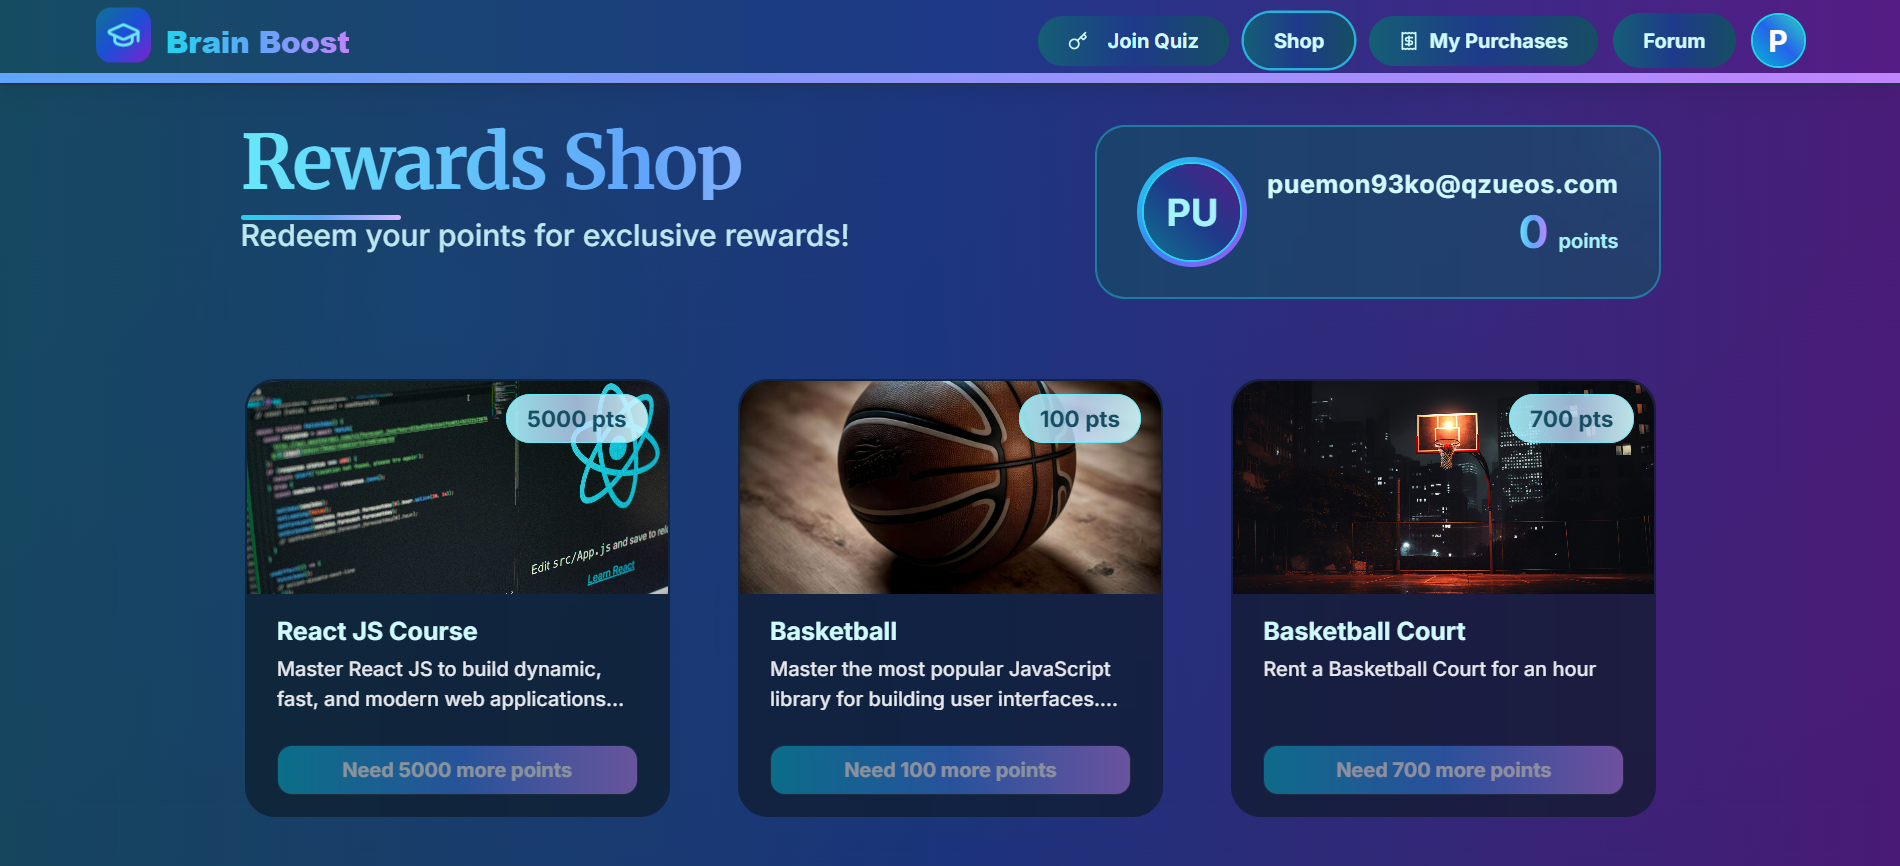 Brain Boost
Join Quiz
Shop
My Purchases
Forum
P
Rewards Shop
Redeem your points for exclusive rewards!
PU
puemon93ko@qzueos.com
0 points
5000 pts
Edit src/App.js and save to
Learn React
React JS Course
Master React JS to build dynamic,
fast, and modern web applications...
Need 5000 more points
100 pts
Basketball
Master the most popular JavaScript
library for building user interfaces....
Need 100 more points
700 pts
Basketball Court
Rent a Basketball Court for an hour
Need 700 more points